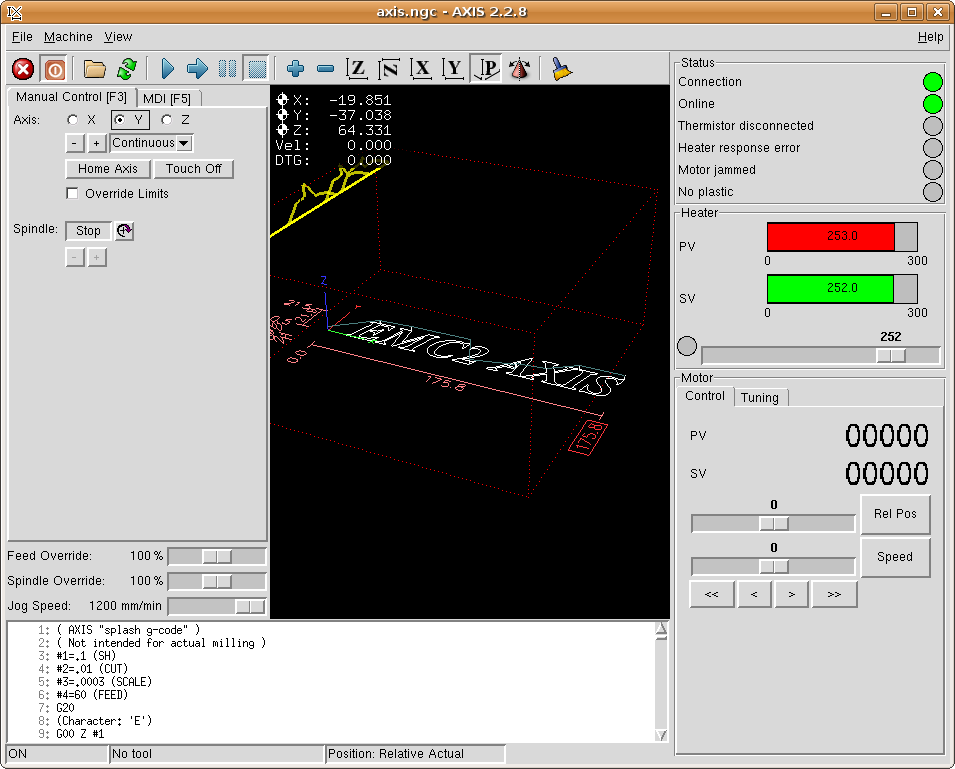 axis.ngc - AXIS 2.2.8
File Machine View Help
Z N X Y P
Manual Control [F3] MDI [F5]
Axis: X Y Z
- + Continuous
Home Axis Touch Off
Override Limits
Spindle: Stop
- +
Feed Override: 100 %
Spindle Override: 100 %
Jog Speed: 1200 mm/min
X: -19.851
Y: -37.038
Z: 64.331
Vel: 0.000
DTG: 0.000
Z
EMC2 AXIS
0.0
175.8
175.8
Status
Connection
Online
Thermistor disconnected
Heater response error
Motor jammed
No plastic
Heater
PV 253.0
0 300
SV 252.0
0 300
252
Motor
Control Tuning
PV 00000
SV 00000
0
Rel Pos
0
Speed
<< < > >>
1: ( AXIS "splash g-code" )
2: ( Not intended for actual milling )
3: #1=.1 (SH)
4: #2=.01 (CUT)
5: #3=.0003 (SCALE)
6: #4=60 (FEED)
7: G20
8: (Character: 'E')
9: G00 Z #1
ON No tool Position: Relative Actual